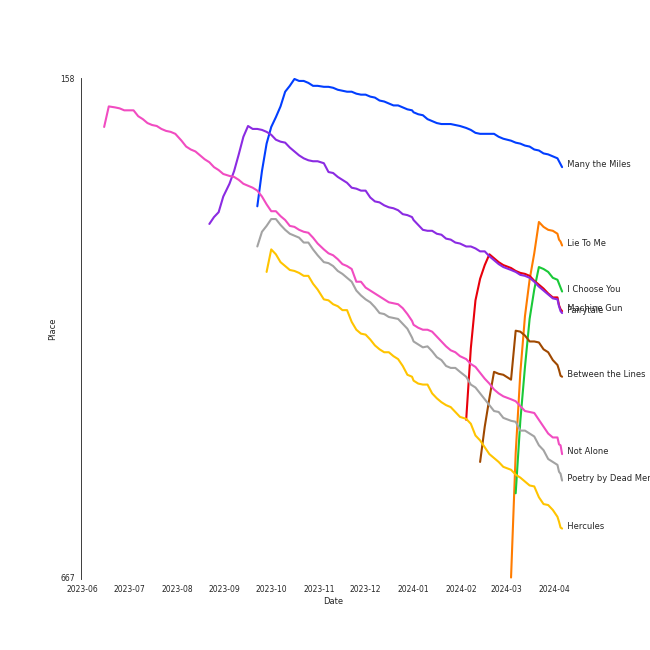 158
Many the Miles
Lie To Me
I Choose You
Machine Gun
Fairytale
Place
Between the Lines
Not Alone
Poetry by Dead Men
Hercules
667
2023-06 2023-07 2023-08 2023-09 2023-10 2023-11 2023-12 2024-01 2024-02 2024-03 2024-04
Date